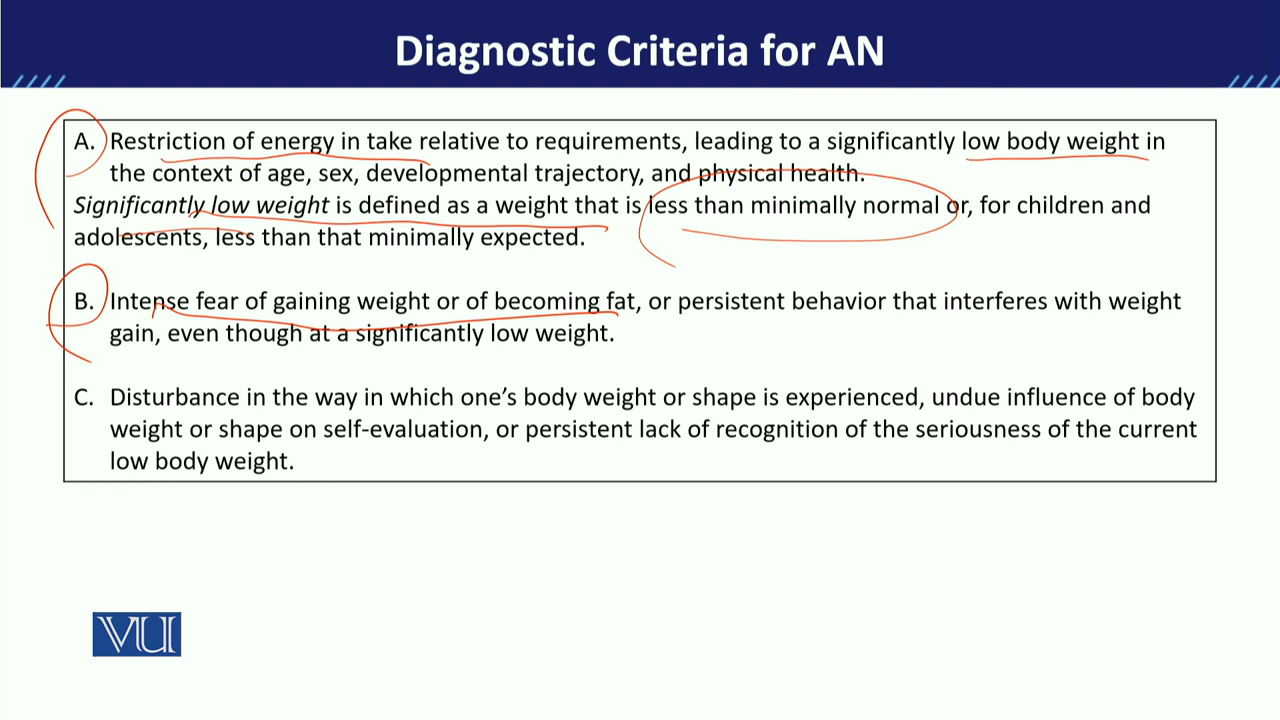 Diagnostic Criteria for AN
A. Restriction of energy in take relative to requirements, leading to a significantly low body weight in
the context of age, sex, developmental trajectory, and physical health.
Significantly low weight is defined as a weight that is less than minimally normal or, for children and
adolescents, less than that minimally expected.
B. Intense fear of gaining weight or of becoming fat, or persistent behavior that interferes with weight
gain, even though at a significantly low weight.
C. Disturbance in the way in which one’s body weight or shape is experienced, undue influence of body
weight or shape on self-evaluation, or persistent lack of recognition of the seriousness of the current
low body weight.
VU